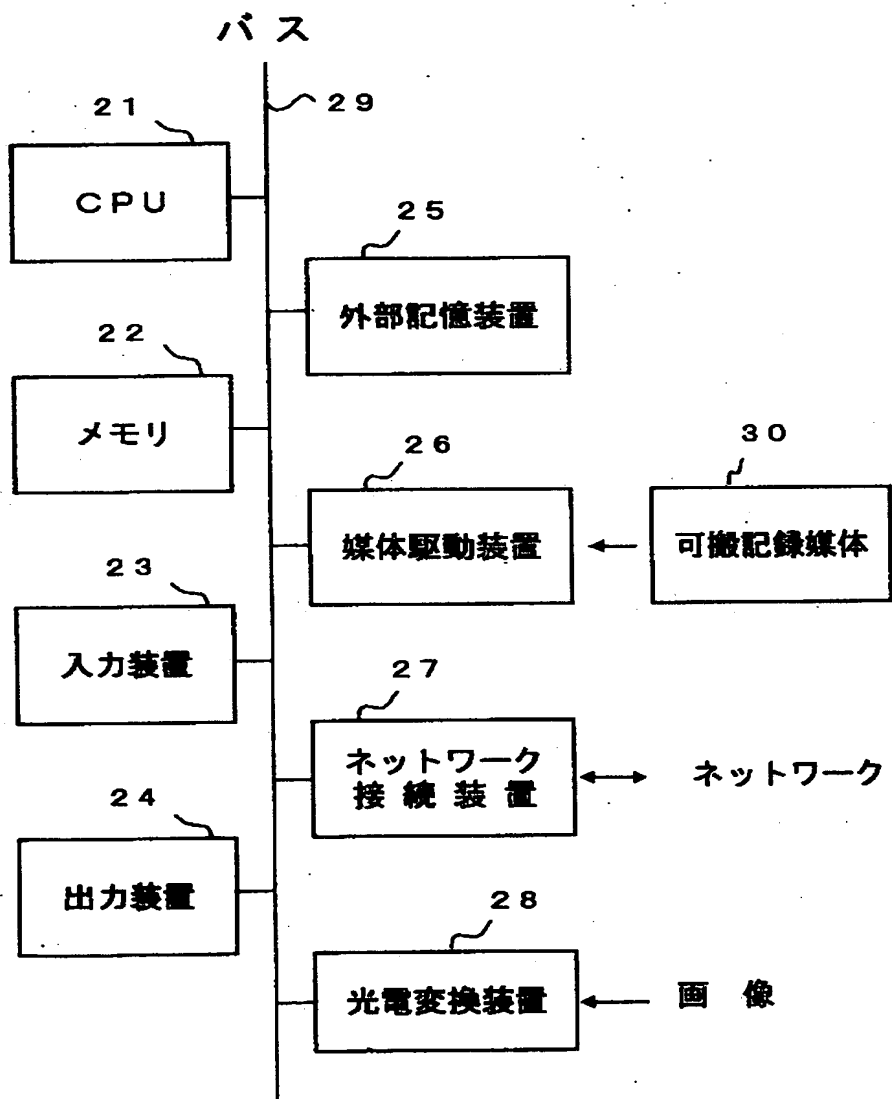 バス
29
21
CPU
25
外部記憶装置
22
メモリ
26
媒体駆動装置
30
可搬記録媒体
23
入力装置
27
ネットワーク
接続装置
ネットワーク
24
出力装置
28
光電変換装置
画像